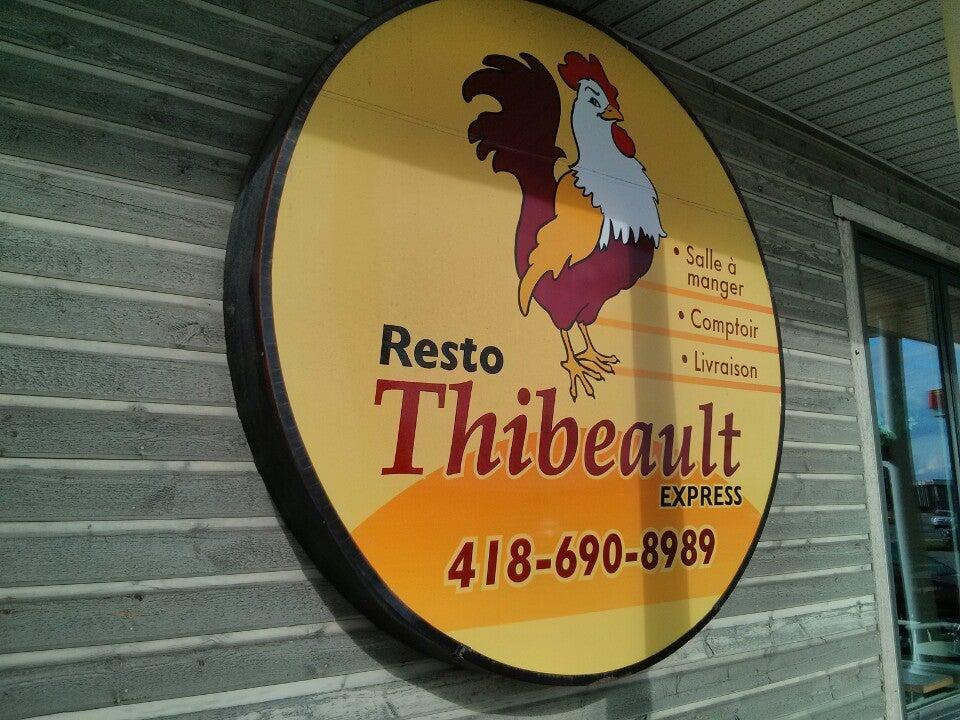 • Salle à
manger
• Comptoir
• Livraison
Resto
Thibeault
EXPRESS
418-690-8989